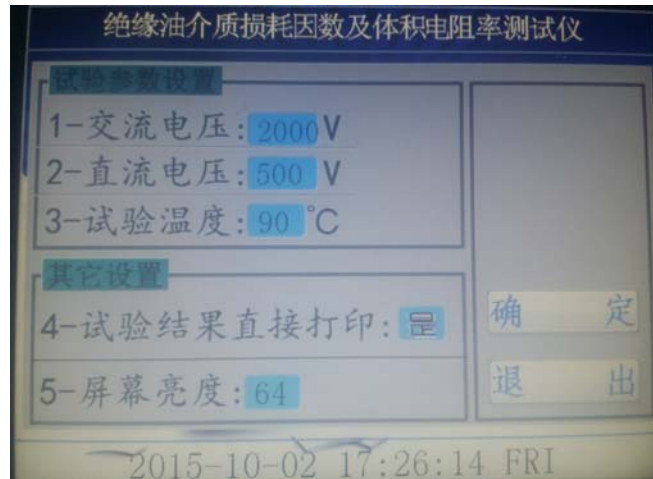 绝缘油介质损耗因数及体积电阻率测试仪
试验参数设置
1-交流电压:2000V
2-直流电压:500 V
3-试验温度:90 ℃
其它设置
4-试验结果直接打印:是
5-屏幕亮度:64
确 定
退 出
2015-10-02 17:26:14 FRI